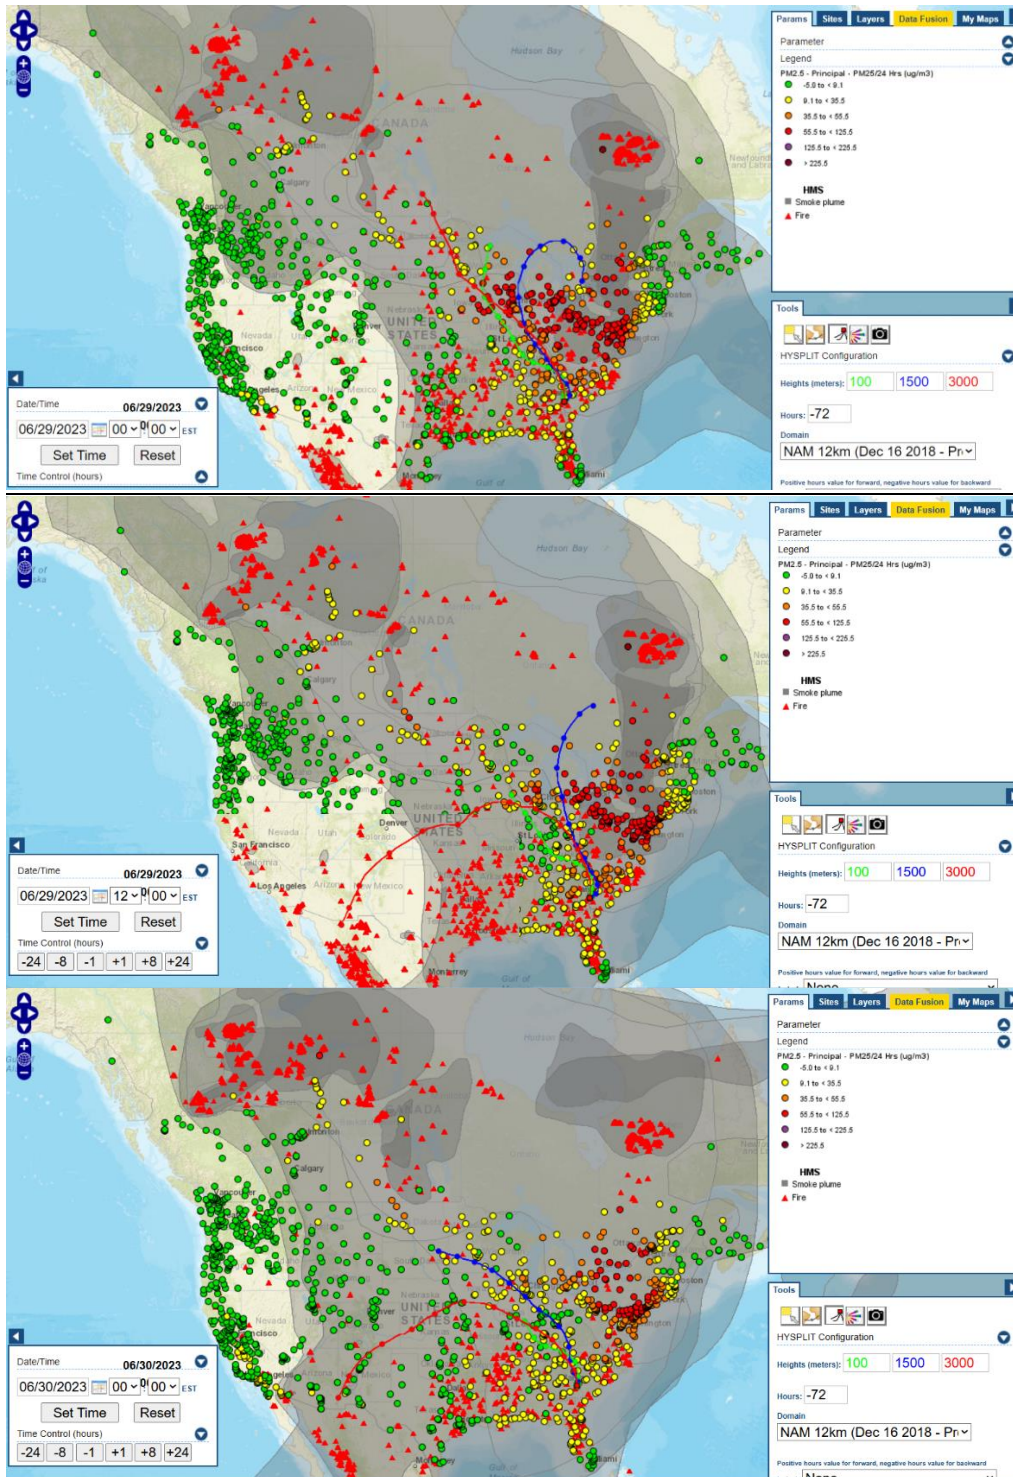 Hudson Bay
CANADA
Calgary
Vancouver
Nevada
Denver
UNITED
STATES
Arizona
New Mexico
Monterrey
Gulf of
Miami
Boston
Date/Time
06/29/2023
06/29/2023 00 : 00 EST
Set Time Reset
Time Control (hours)
Params Sites Layers Data Fusion My Maps
Parameter
Legend
PM2.5 - Principal - PM25/24 Hrs (ug/m3)
-5.0 to < 9.1
9.1 to < 35.5
35.5 to < 55.5
55.5 to < 125.5
125.5 to < 225.5
> 225.5
HMS
Smoke plume
Fire
Tools
HYSPLIT Configuration
Heights (meters): 100 1500 3000
Hours: -72
Domain
NAM 12km (Dec 16 2018 - Pr
Positive hours value for forward, negative hours value for backward
Hudson Bay
CANADA
Calgary
Vancouver
Nebraska
Denver
UNITED
STATES
Nevada
Utah
Colorado
San Francisco
Los Angeles
Arizona
New Mexico
Monterrey
Gulf of
Miami
Boston
Date/Time
06/29/2023
06/29/2023 12 : 00 EST
Set Time Reset
Time Control (hours)
-24 -8 -1 +1 +8 +24
Params Sites Layers Data Fusion My Maps
Parameter
Legend
PM2.5 - Principal - PM25/24 Hrs (ug/m3)
-5.0 to < 9.1
9.1 to < 35.5
35.5 to < 55.5
55.5 to < 125.5
125.5 to < 225.5
> 225.5
HMS
Smoke plume
Fire
Tools
HYSPLIT Configuration
Heights (meters): 100 1500 3000
Hours: -72
Domain
NAM 12km (Dec 16 2018 - Pr
Positive hours value for forward, negative hours value for backward
None
Hudson Bay
CANADA
Calgary
Vancouver
Nebraska
UNITED
STATES
Arizona
Gulf of
Miami
Date/Time
06/30/2023
06/30/2023 00 : 00 EST
Set Time Reset
Time Control (hours)
-24 -8 -1 +1 +8 +24
Params Sites Layers Data Fusion My Maps
Parameter
Legend
PM2.5 - Principal - PM25/24 Hrs (ug/m3)
-5.0 to < 9.1
9.1 to < 35.5
35.5 to < 55.5
55.5 to < 125.5
125.5 to < 225.5
> 225.5
HMS
Smoke plume
Fire
Tools
HYSPLIT Configuration
Heights (meters): 100 1500 3000
Hours: -72
Domain
NAM 12km (Dec 16 2018 - Pr
Positive hours value for forward, negative hours value for backward